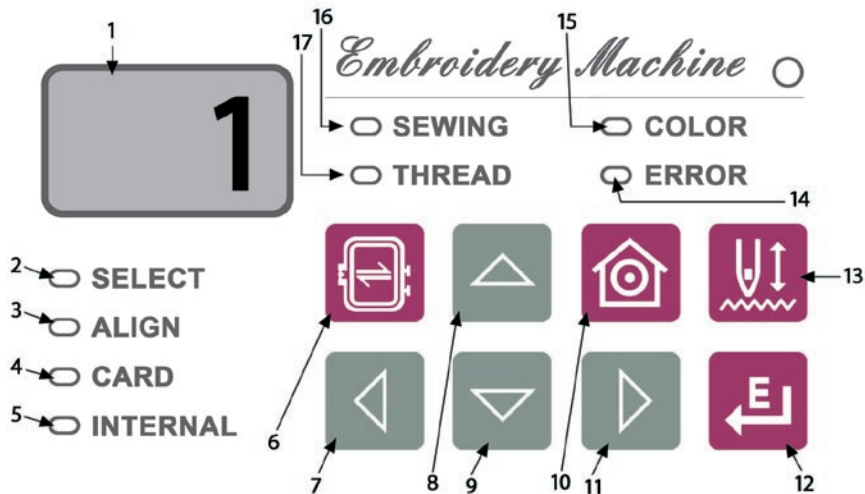 1
16
15
17
Embroidery Machine
1
SEWING
COLOR
THREAD
ERROR
14
2
SELECT
3
ALIGN
13
4
CARD
5
INTERNAL
E
6
7
8
9
10
11
12